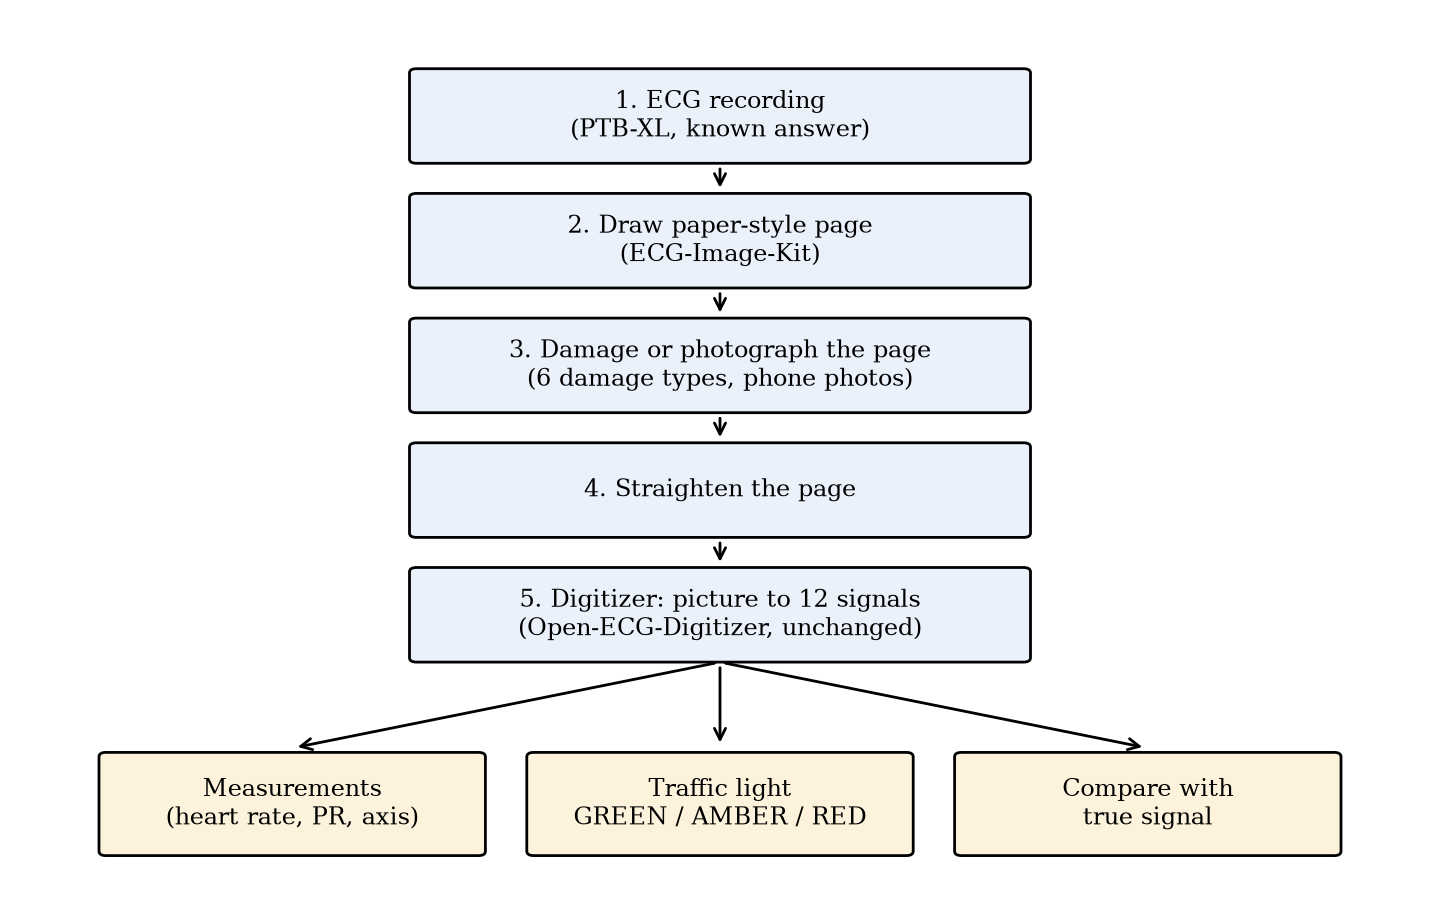 1. ECG recording
(PTB-XL, known answer)
2. Draw paper-style page
(ECG-Image-Kit)
3. Damage or photograph the page
(6 damage types, phone photos)
4. Straighten the page
5. Digitizer: picture to 12 signals
(Open-ECG-Digitizer, unchanged)
Measurements
(heart rate, PR, axis)
Traffic light
GREEN / AMBER / RED
Compare with
true signal